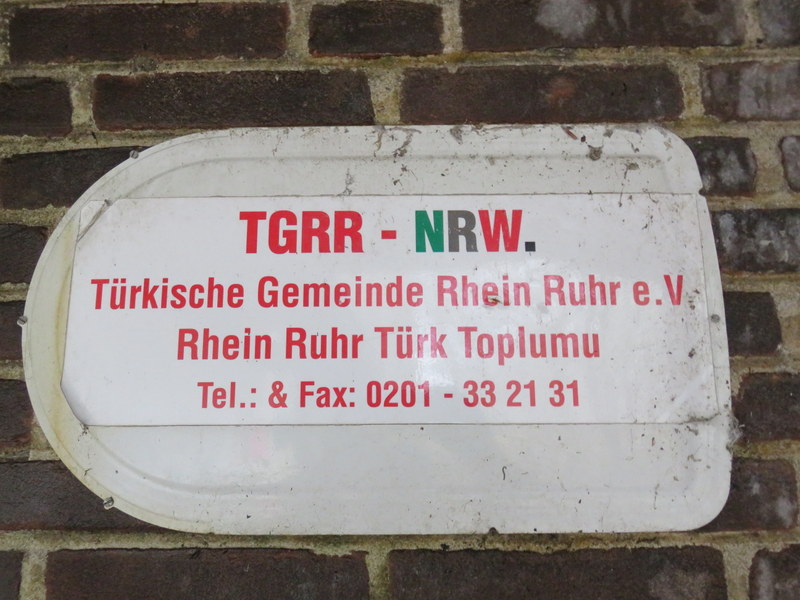 TGRR - NRW.
Türkische Gemeinde Rhein Ruhr e.V
Rhein Ruhr Türk Toplumu
Tel.: & Fax: 0201 - 33 21 31